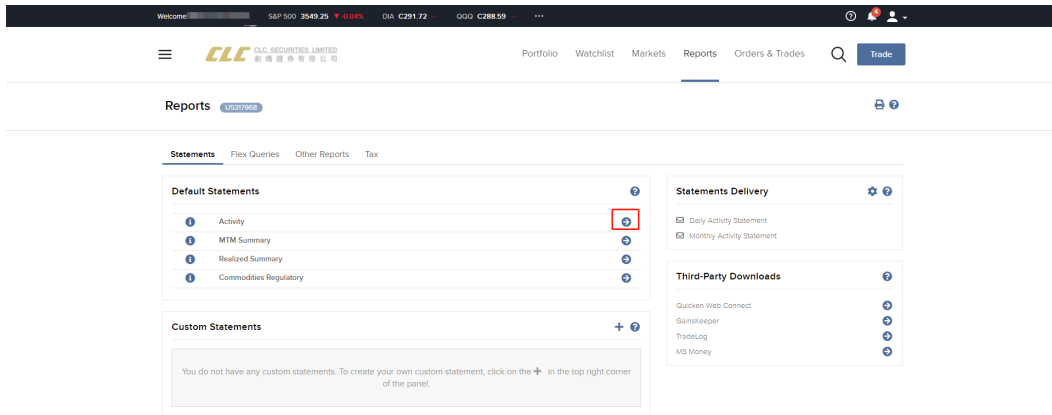 Welcome S&P 500 3549.25 ▼ -0.04% DIA C291.72 — QQQ C288.59 — ···
CLC CLC SECURITIES LIMITED
創僑證券有限公司
Portfolio Watchlist Markets Reports Orders & Trades Trade
Reports U5317968
Statements Flex Queries Other Reports Tax
Default Statements
Activity
MTM Summary
Realized Summary
Commodities Regulatory
Custom Statements
You do not have any custom statements. To create your own custom statement, click on the + in the top right corner
of the panel.
Statements Delivery
Daily Activity Statement
Monthly Activity Statement
Third-Party Downloads
Quicken Web Connect
GainsKeeper
TradeLog
MS Money